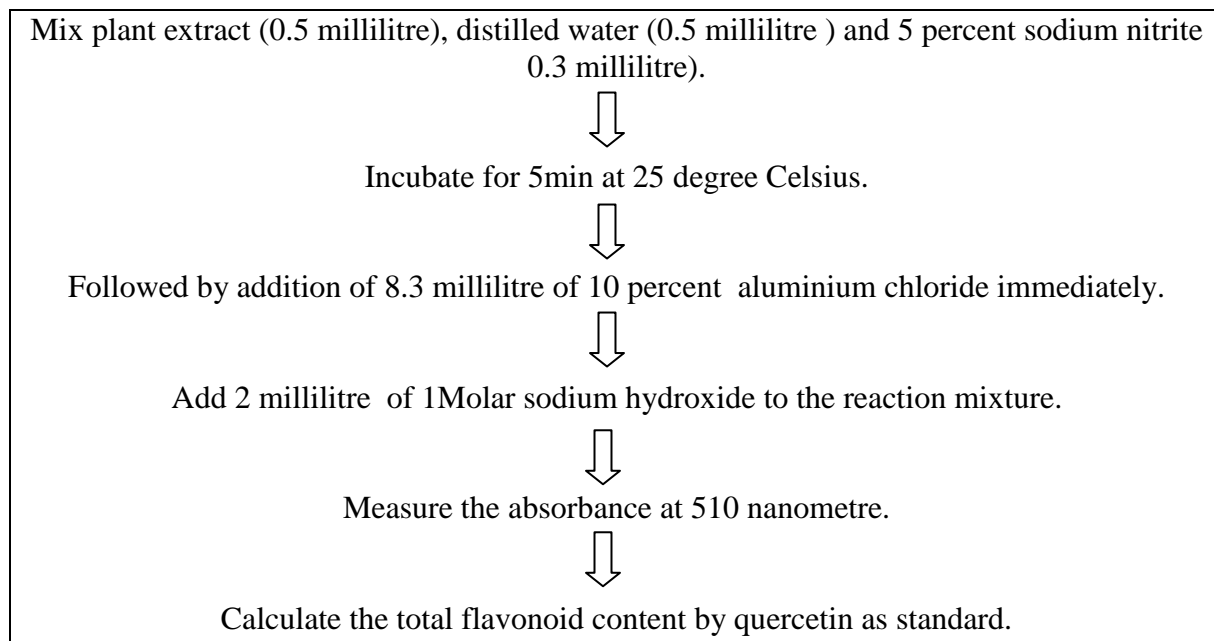 Mix plant extract (0.5 millilitre), distilled water (0.5 millilitre ) and 5 percent sodium nitrite
0.3 millilitre).
Incubate for 5min at 25 degree Celsius.
Followed by addition of 8.3 millilitre of 10 percent  aluminium chloride immediately.
Add 2 millilitre  of 1Molar sodium hydroxide to the reaction mixture.
Measure the absorbance at 510 nanometre.
Calculate the total flavonoid content by quercetin as standard.